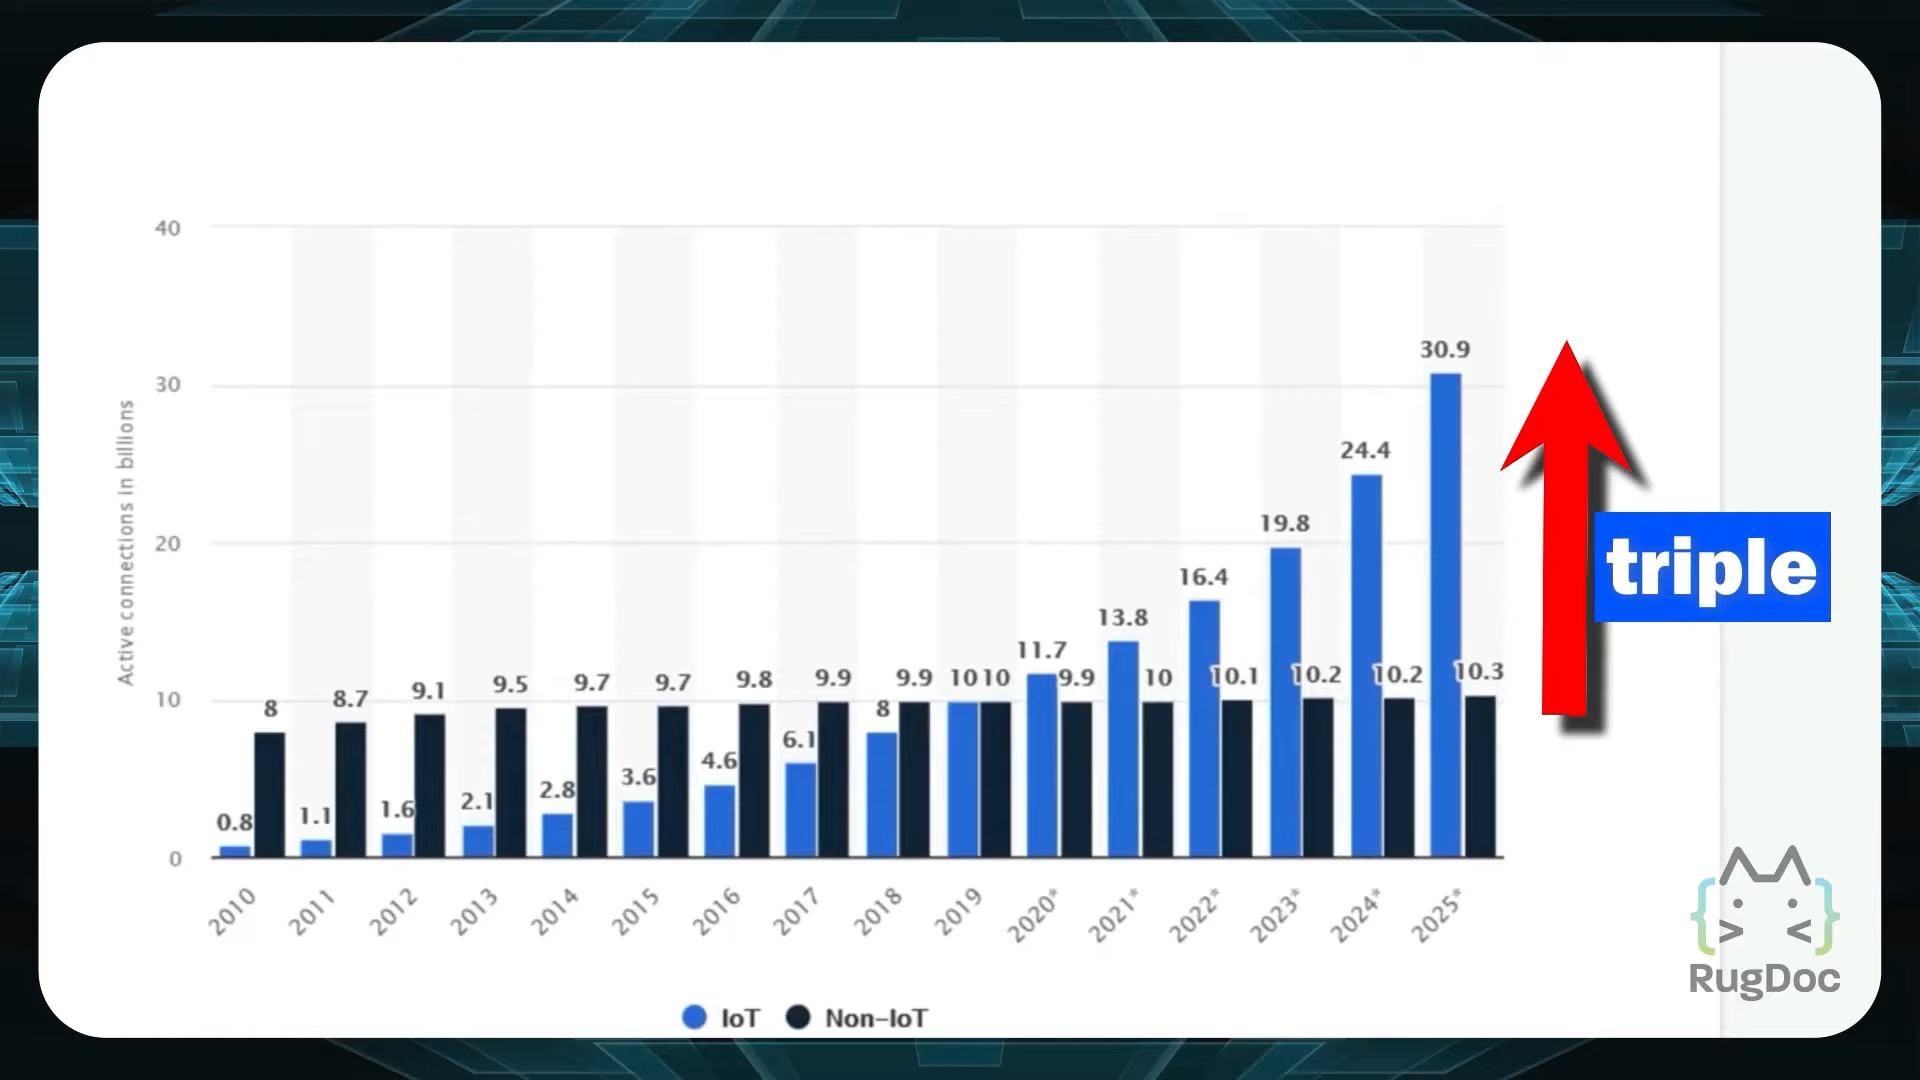 40
30
20
10
0
Active connections in billions
0.8 8 1.1 8.7 1.6 9.1 2.1 9.5 2.8 9.7 3.6 9.7 4.6 9.8 6.1 9.9 8 9.9 10 10 11.7 9.9 13.8 10 16.4 10.1 19.8 10.2 24.4 10.2 30.9 10.3
triple
2010 2011 2012 2013 2014 2015 2016 2017 2018 2019 2020* 2021* 2022* 2023* 2024* 2025*
IoT Non-IoT
RugDoc